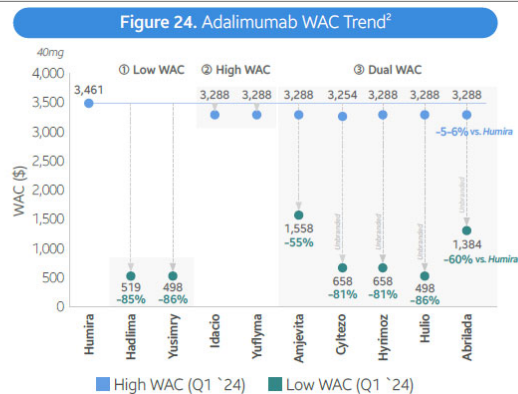 Figure 24. Adalimumab WAC Trend²
40mg
① Low WAC ② High WAC ③ Dual WAC
WAC ($)
4,000
3,500
3,000
2,500
2,000
1,500
1,000
500
0
3,461
3,288 3,288 3,288 3,254 3,288 3,288 3,288
-5-6% vs. Humira
Unbranded Unbranded Unbranded Unbranded
519
-85%
498
-86%
1,558
-55%
658
-81%
658
-81%
498
-86%
1,384
-60% vs. Humira
Humira
Hadlima
Yusimry
Idacio
Yuflyma
Amjevita
Cyltezo
Hyrimoz
Hulio
Abrilada
High WAC (Q1 `24) Low WAC (Q1 `24)